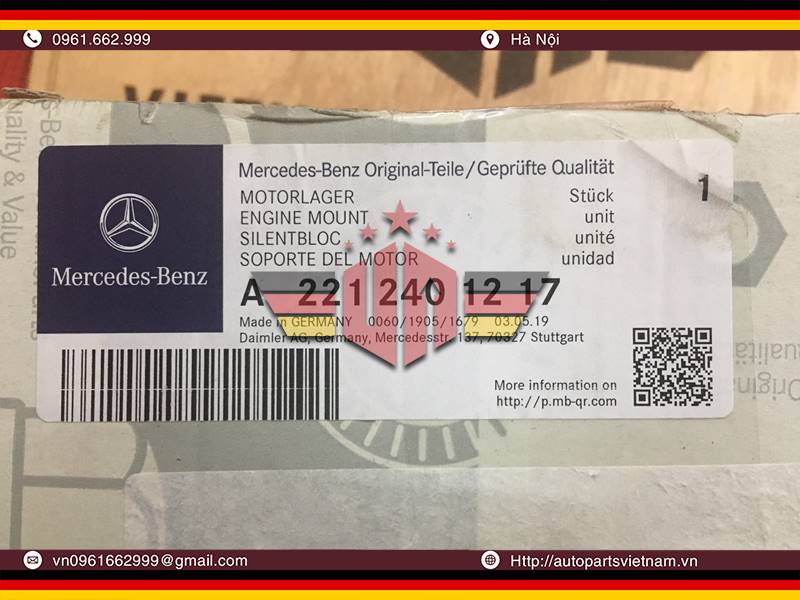 0961.662.999
Hà Nội
Mercedes-Benz Original-Teile/Geprüfte Qualität
MOTORLAGER Stück 1
ENGINE MOUNT unit
SILENTBLOC unité
SOPORTE DEL MOTOR unidad
Mercedes-Benz
A 221 240 12 17
Made in GERMANY 0060/1905/1679 03.05.19
Daimler AG, Germany, Mercedesstr. 137, 70327 Stuttgart
More information on
http://p.mb-qr.com
uality & Value
vn0961662999@gmail.com
Http://autopartsvietnam.vn